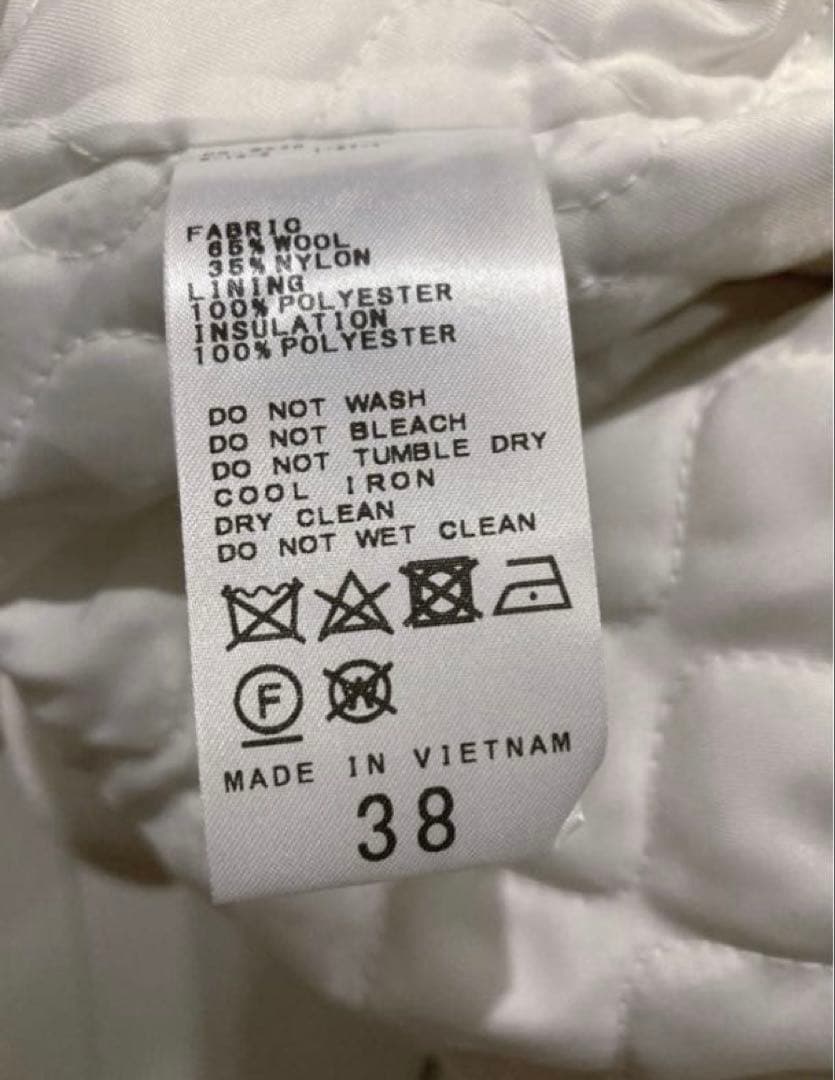 FABRIC
65% WOOL
35% NYLON
LINING
100% POLYESTER
INSULATION
100% POLYESTER
DO NOT WASH
DO NOT BLEACH
DO NOT TUMBLE DRY
COOL IRON
DRY CLEAN
DO NOT WET CLEAN
F W
MADE IN VIETNAM
38